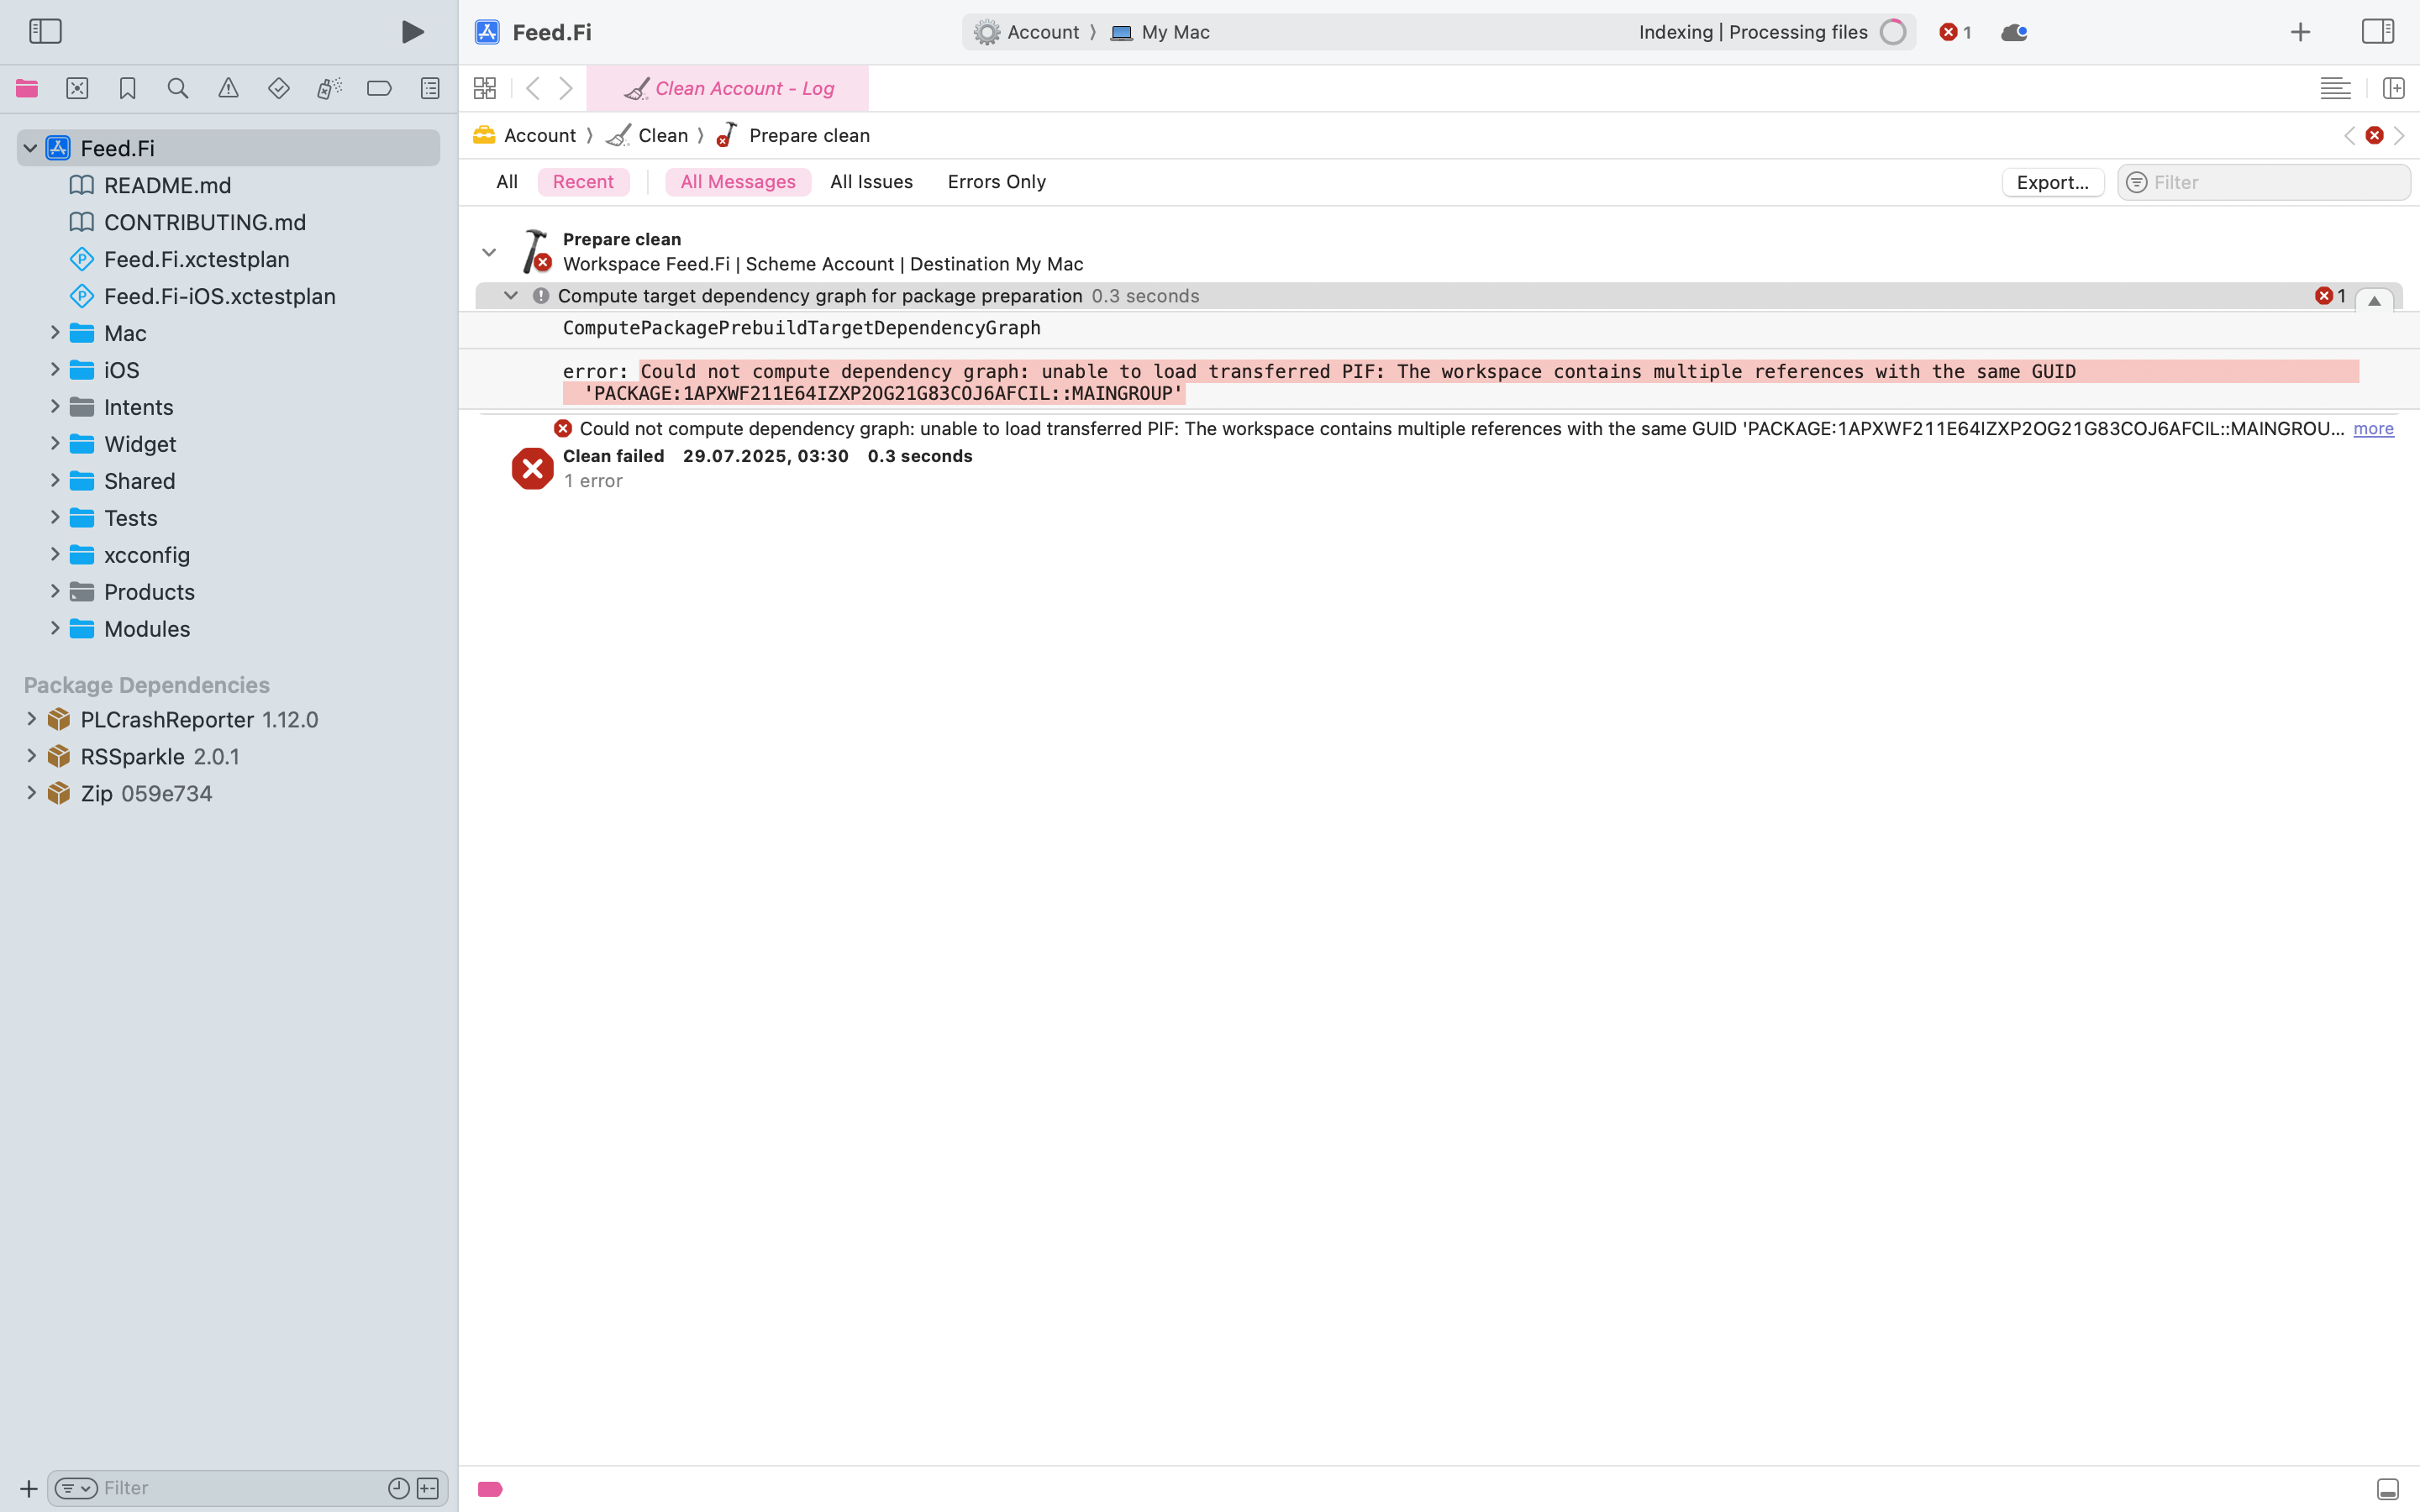 Feed.Fi
Account 〉 My Mac
Indexing | Processing files
1
Clean Account - Log
Account 〉 Clean 〉 Prepare clean
All Recent All Messages All Issues Errors Only
Export...
Filter
Feed.Fi
README.md
CONTRIBUTING.md
Feed.Fi.xctestplan
Feed.Fi-iOS.xctestplan
Mac
iOS
Intents
Widget
Shared
Tests
xcconfig
Products
Modules
Package Dependencies
PLCrashReporter 1.12.0
RSSparkle 2.0.1
Zip 059e734
Filter
Prepare clean
Workspace Feed.Fi | Scheme Account | Destination My Mac
Compute target dependency graph for package preparation 0.3 seconds
1
ComputePackagePrebuildTargetDependencyGraph
error: Could not compute dependency graph: unable to load transferred PIF: The workspace contains multiple references with the same GUID
'PACKAGE:1APXWF211E64IZXP2OG21G83COJ6AFCIL::MAINGROUP'
Could not compute dependency graph: unable to load transferred PIF: The workspace contains multiple references with the same GUID 'PACKAGE:1APXWF211E64IZXP2OG21G83COJ6AFCIL::MAINGROU... more
Clean failed 29.07.2025, 03:30 0.3 seconds
1 error